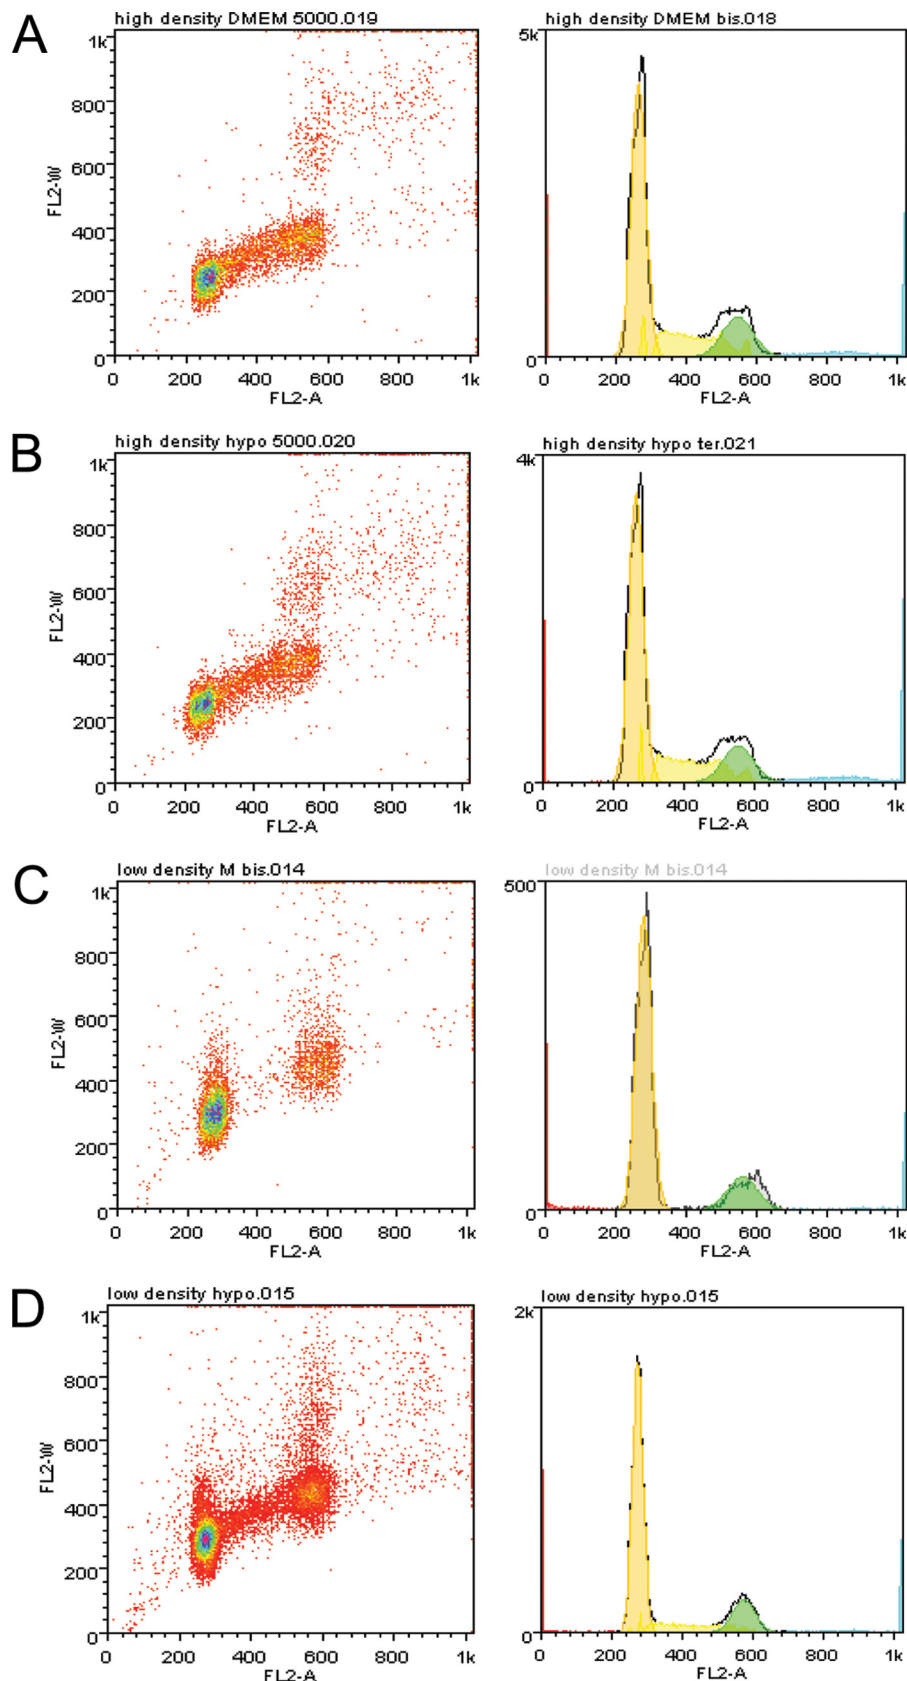 A
high density DMEM 5000.019
1k
800
600
400
200
0
FL2-W
0 200 400 600 800 1k
FL2-A
high density DMEM bis.018
5k
0
0 200 400 600 800 1k
FL2-A
B
high density hypo 5000.020
1k
800
600
400
200
0
FL2-W
0 200 400 600 800 1k
FL2-A
high density hypo ter.021
4k
0
0 200 400 600 800 1k
FL2-A
C
low density M bis.014
1k
800
600
400
200
0
FL2-W
0 200 400 600 800 1k
FL2-A
low density M bis.014
500
0
0 200 400 600 800 1k
FL2-A
D
low density hypo.015
1k
800
600
400
200
0
FL2-W
0 200 400 600 800 1k
FL2-A
low density hypo.015
2k
0
0 200 400 600 800 1k
FL2-A